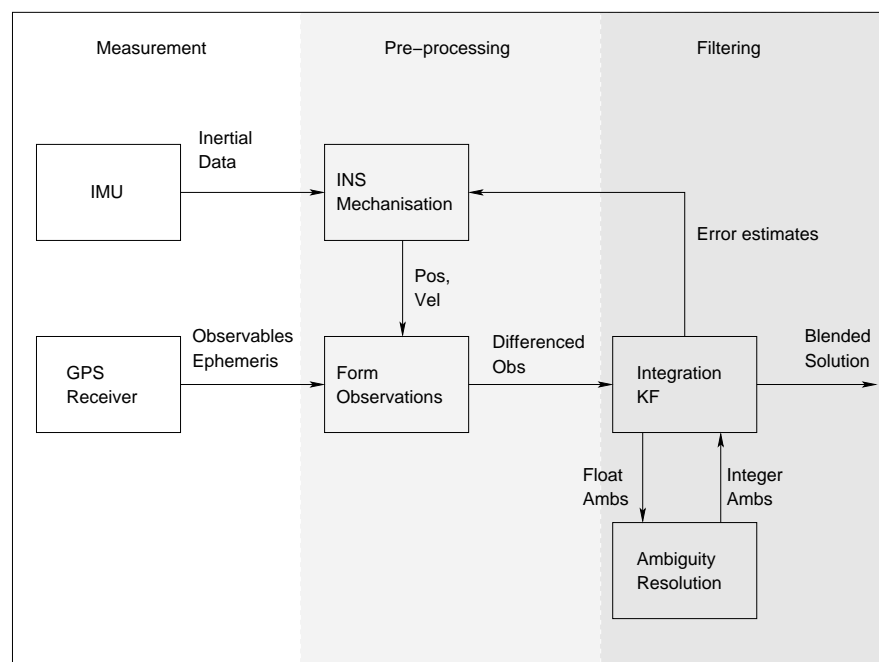 Measurement
Pre−processing
Filtering
Inertial
Data
IMU
INS
Mechanisation
Error estimates
Pos,
Vel
Observables
Ephemeris
Differenced
Obs
Blended
Solution
GPS
Receiver
Form
Observations
Integration
KF
Float
Ambs
Integer
Ambs
Ambiguity
Resolution